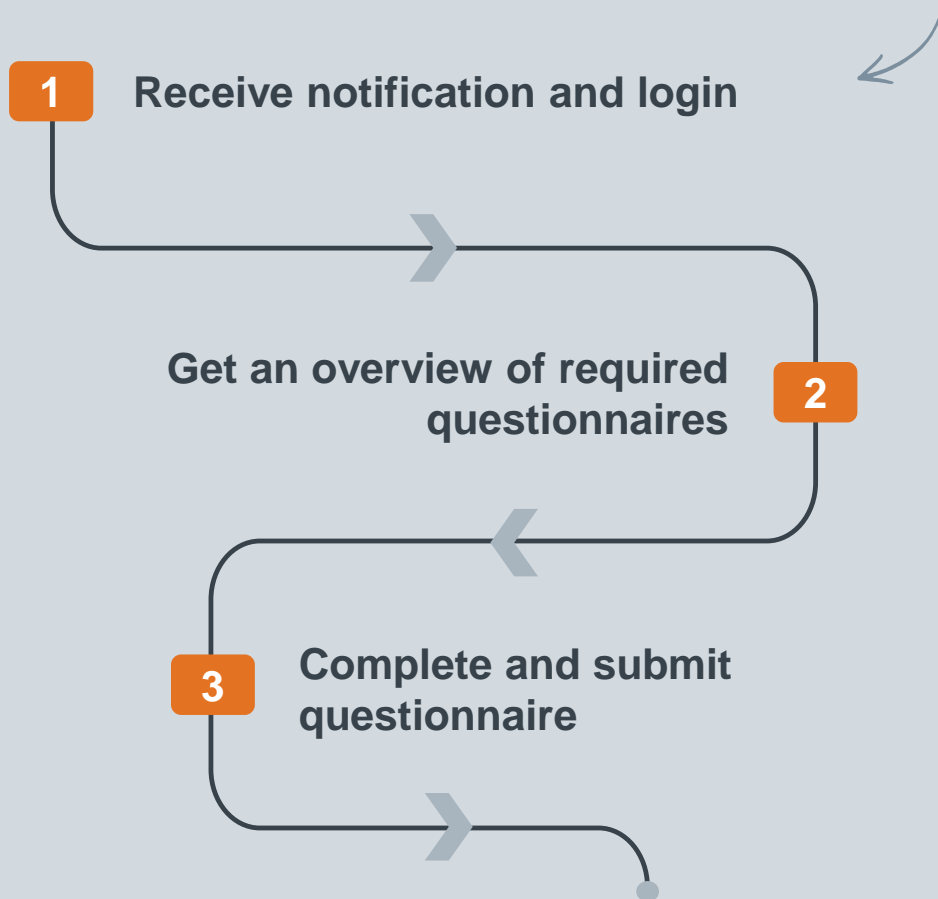 1 Receive notification and login
Get an overview of required
questionnaires
2
3
Complete and submit
questionnaire